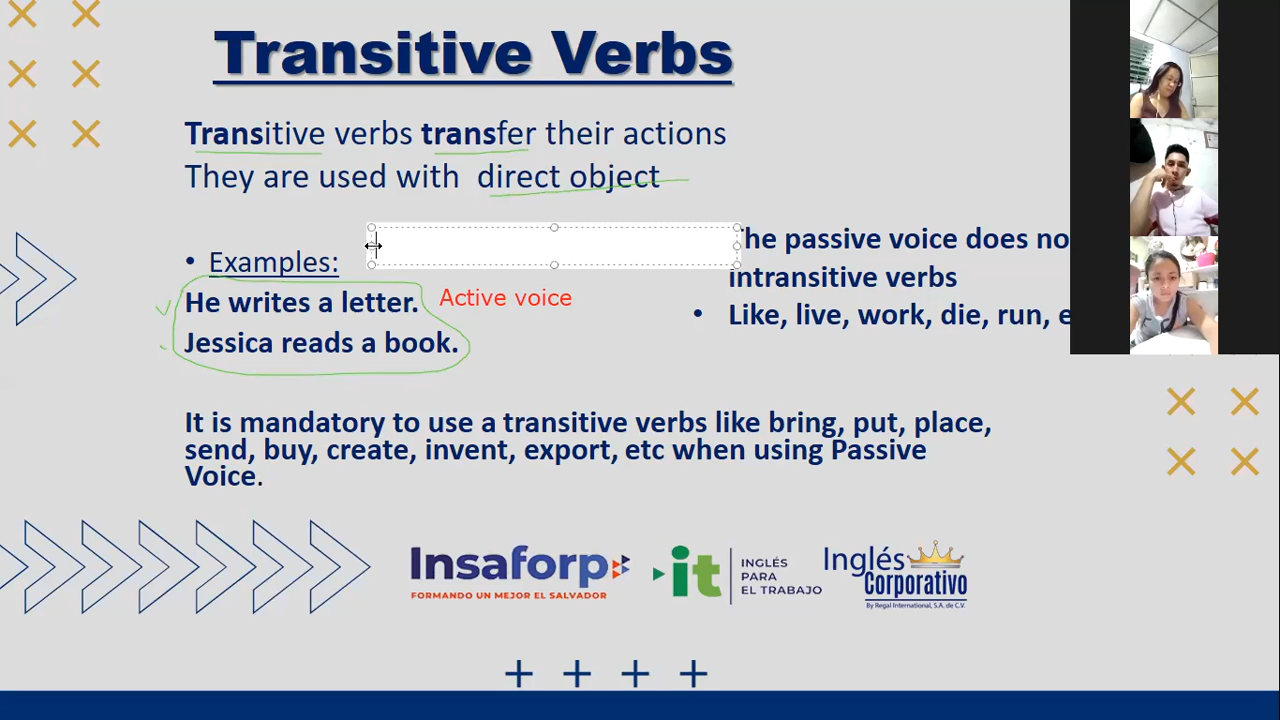 Transitive Verbs
Transitive verbs transfer their actions
They are used with direct object
• Examples:
He writes a letter.
Jessica reads a book.
Active voice
The passive voice does no
intransitive verbs
• Like, live, work, die, run, e
It is mandatory to use a transitive verbs like bring, put, place,
send, buy, create, invent, export, etc when using Passive
Voice.
Insaforp
FORMANDO UN MEJOR EL SALVADOR
it
INGLÉS
PARA
EL TRABAJO
Inglés
Corporativo
By Regal International, S.A. de C.V.